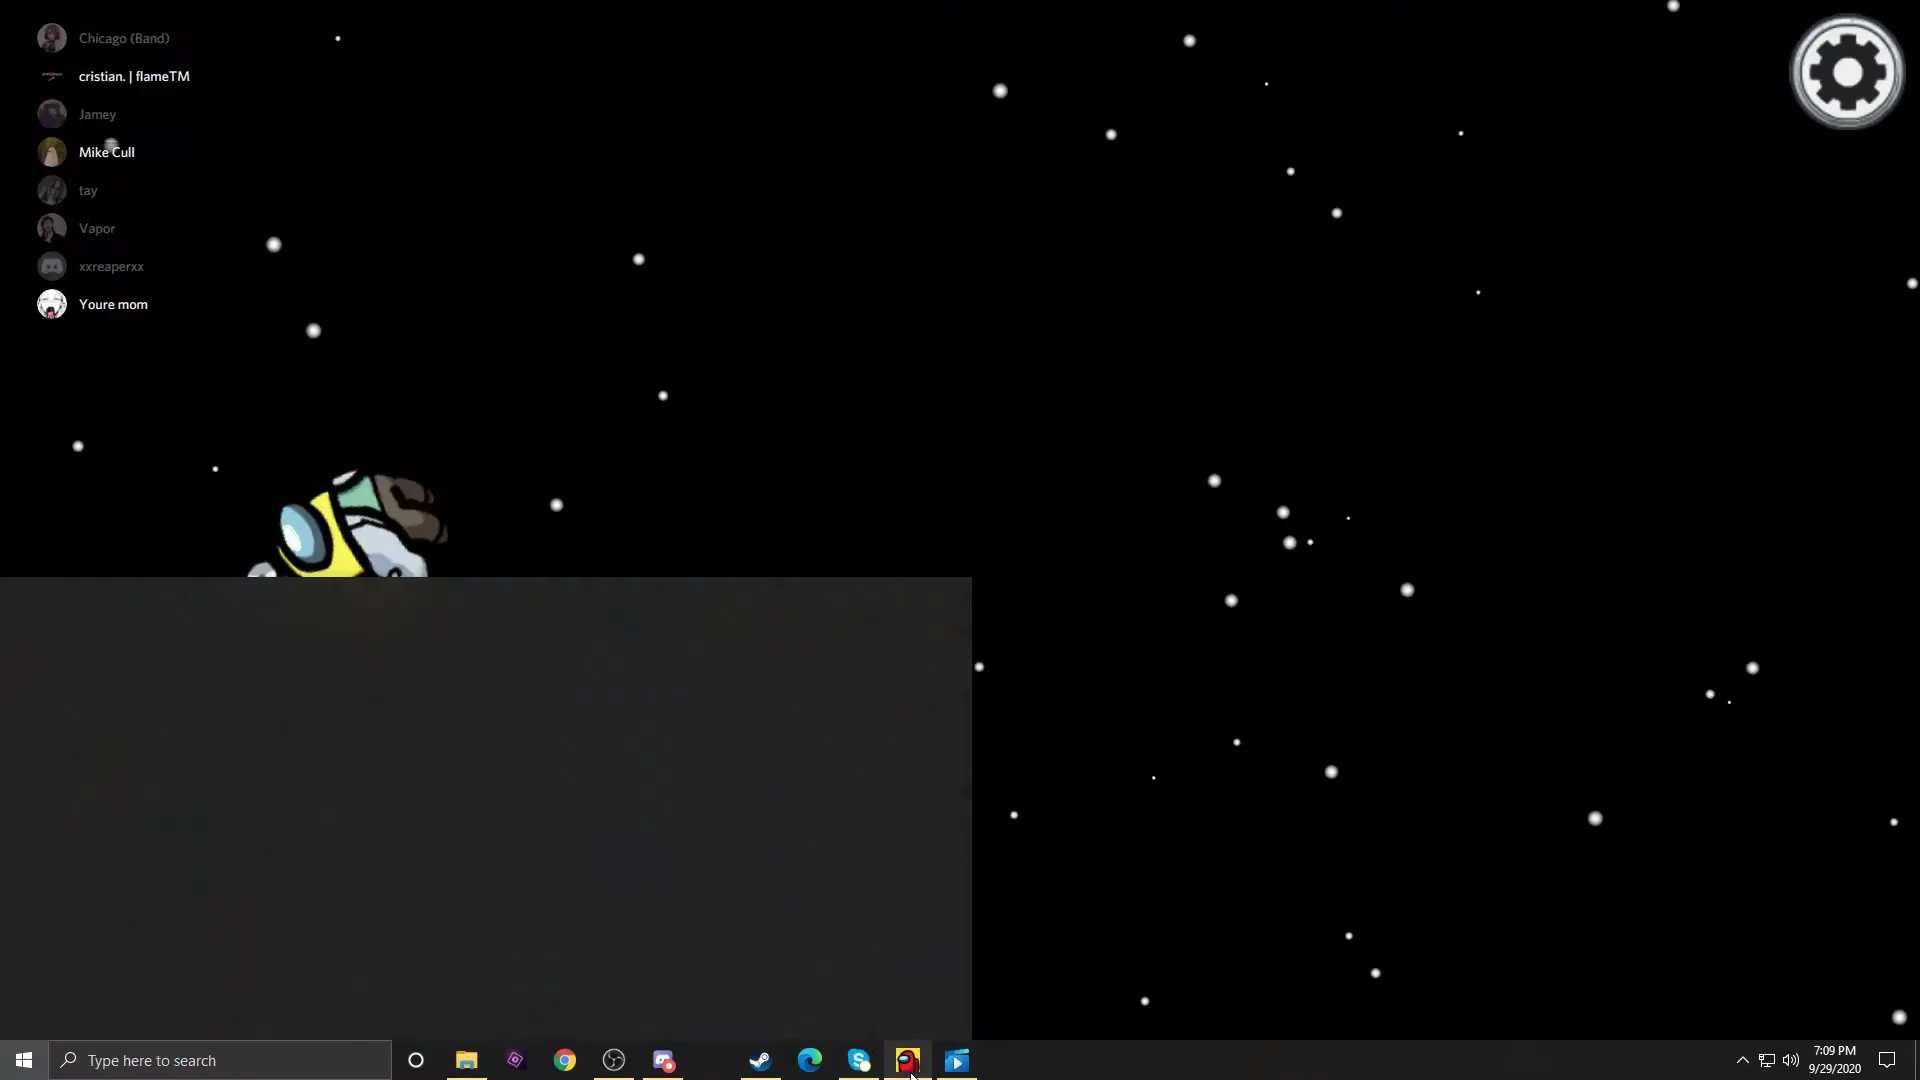 Chicago (Band)
cristian. | flameTM
Jamey
Mike Cull
tay
Vapor
xxreaperxx
Youre mom
Type here to search
7:09 PM
9/29/2020